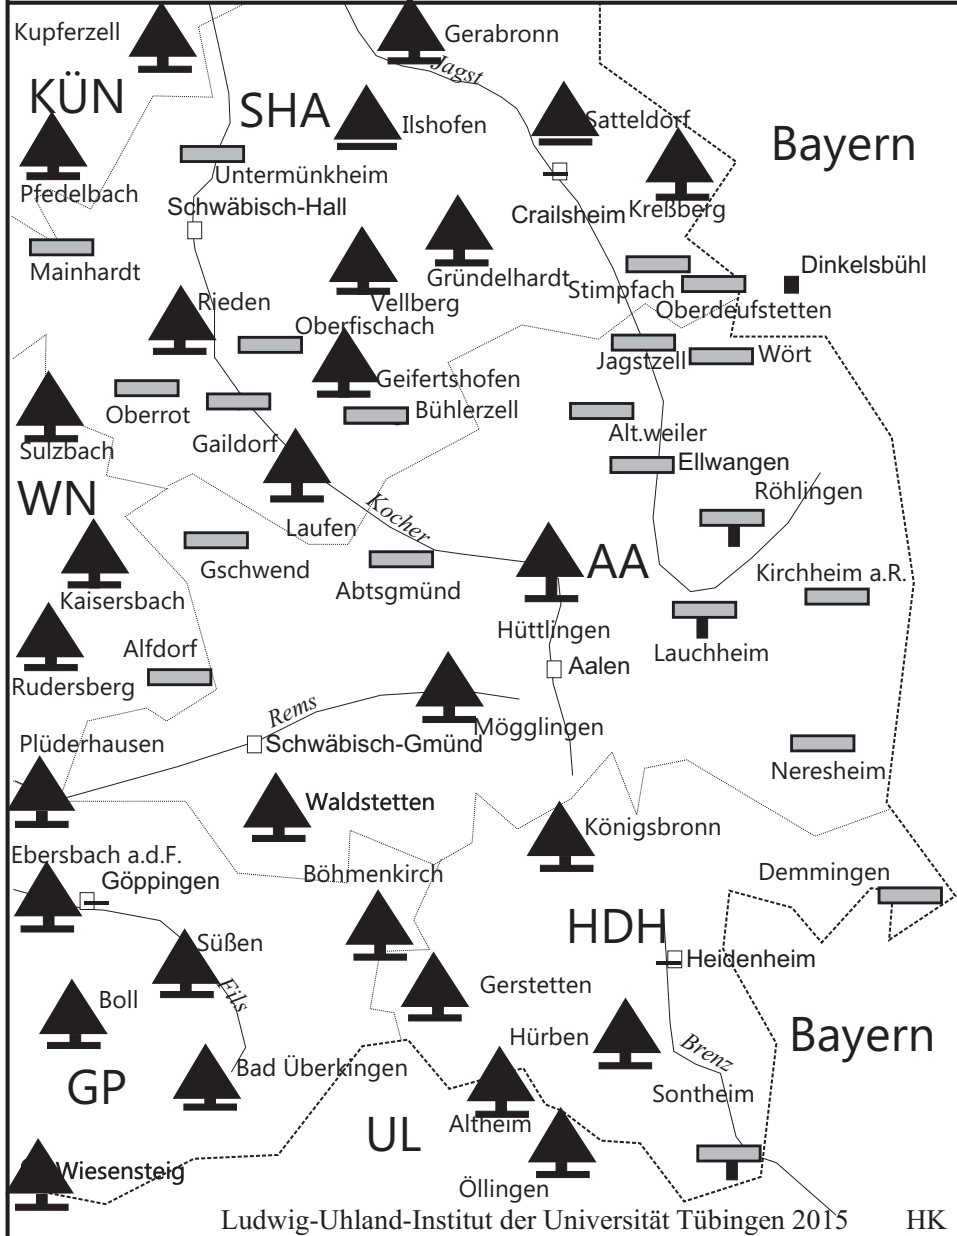 Kupferzell
Gerabronn
Jagst
KÜN
SHA
Ilshofen
Satteldorf
Bayern
Pfedelbach
Untermünkheim
Schwäbisch-Hall
Crailsheim
Kreßberg
Mainhardt
Gründelhardt
Stimpfach
Dinkelsbühl
Rieden
Vellberg
Oberdeufstetten
Oberfischach
Jagstzell
Wört
Geifertshofen
Oberrot
Bühlerzell
Alt.weiler
Sulzbach
Gaildorf
Ellwangen
WN
Röhlingen
Laufen
Kocher
Gschwend
Abtsgmünd
AA
Kirchheim a.R.
Kaisersbach
Hüttlingen
Alfdorf
Lauchheim
Aalen
Rudersberg
Rems
Mögglingen
Plüderhausen
Schwäbisch-Gmünd
Neresheim
Waldstetten
Königsbronn
Ebersbach a.d.F.
Göppingen
Böhmenkirch
Demmingen
HDH
Süßen
Heidenheim
Boll
Fils
Gerstetten
Hürben
Bayern
Brenz
GP
Bad Überkingen
Sontheim
UL
Altheim
Wiesensteig
Öllingen
Ludwig-Uhland-Institut der Universität Tübingen 2015 HK